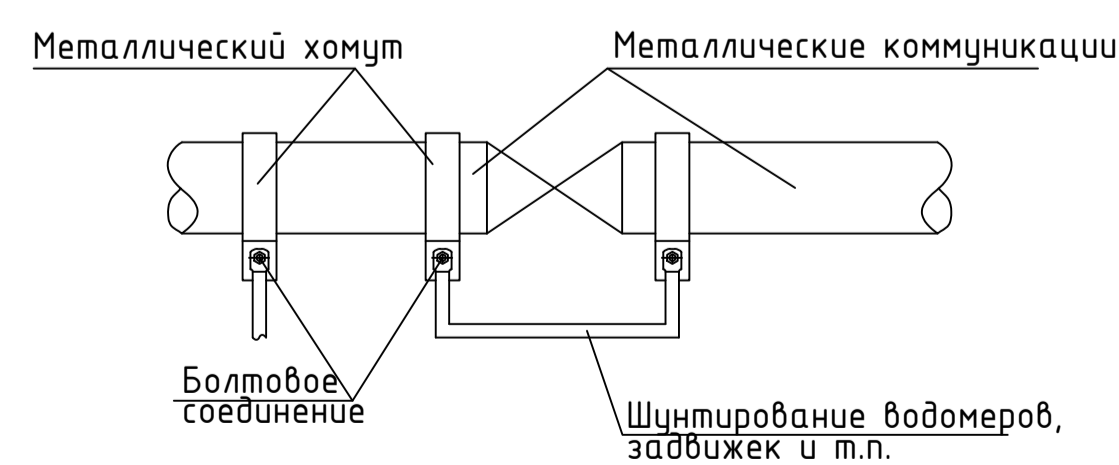 Металлический хомут
Металлические коммуникации
Болтовое
соединение
Шунтирование водомеров,
задвижек и т.п.